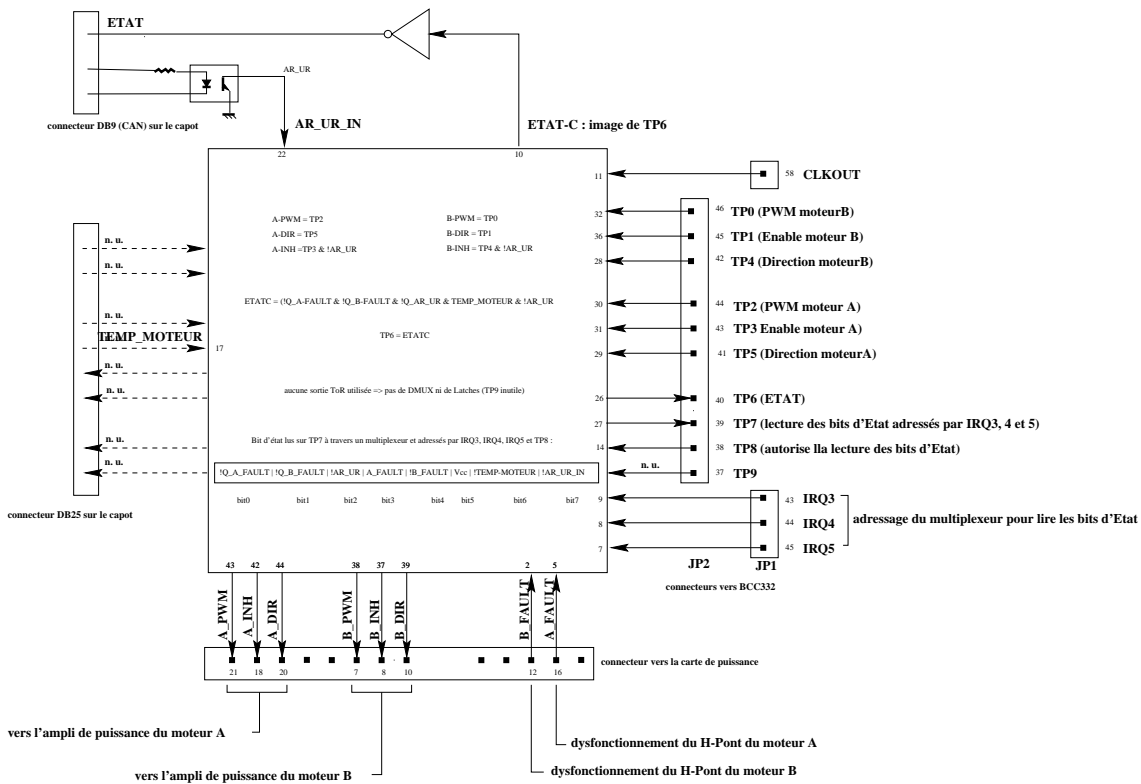 ETAT
AR_UR
connecteur DB9 (CAN) sur le capot
AR_UR_IN
ETAT-C : image de TP6
22
10
11
58 CLKOUT
A-PWM = TP2
B-PWM = TP0
A-DIR = TP5
B-DIR = TP1
A-INH =TP3 & !AR_UR
B-INH = TP4 & !AR_UR
32
46 TP0 (PWM moteurB)
36
45 TP1 (Enable moteur B)
28
42 TP4 (Direction moteurB)
n. u.
n. u.
ETATC = (!Q_A-FAULT & !Q_B-FAULT & !Q_AR_UR & TEMP_MOTEUR & !AR_UR
30
44 TP2 (PWM moteur A)
n. u.
TEMP_MOTEUR
17
TP6 = ETATC
31
43 TP3 Enable moteur A)
29
41 TP5 (Direction moteurA)
n. u.
n. u.
aucune sortie ToR utilisée => pas de DMUX ni de Latches (TP9 inutile)
26
40 TP6 (ETAT)
27
39 TP7 (lecture des bits d'Etat adressés par IRQ3, 4 et 5)
n. u.
Bit d'état lus sur TP7 à travers un multiplexeur et adressés par IRQ3, IRQ4, IRQ5 et TP8 :
14
38 TP8 (autorise lla lecture des bits d'Etat)
n. u.
!Q_A_FAULT | !Q_B_FAULT | !AR_UR | A_FAULT | !B_FAULT | Vcc | !TEMP-MOTEUR | !AR_UR_IN
n. u.
37 TP9
bit0 bit1 bit2 bit3 bit4 bit5 bit6 bit7
9
43 IRQ3
8
44 IRQ4
adressage du multiplexeur pour lire les bits d'Etat
7
45 IRQ5
connecteur DB25 sur le capot
JP2
JP1
connecteurs vers BCC332
43 42 44 38 37 39 2 5
A_PWM
A_INH
A_DIR
B_PWM
B_INH
B_DIR
B_FAULT
A_FAULT
connecteur vers la carte de puissance
21 18 20 7 8 10 12 16
vers l'ampli de puissance du moteur A
dysfonctionnement du H-Pont du moteur A
vers l'ampli de puissance du moteur B
dysfonctionnement du H-Pont du moteur B